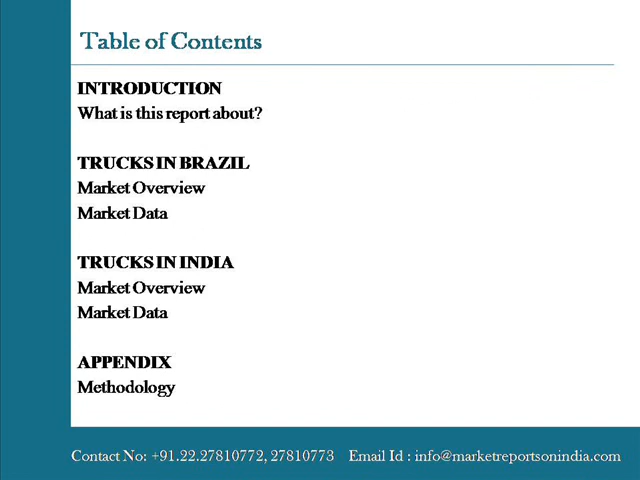 Table of Contents
INTRODUCTION
What is this report about?
TRUCKS IN BRAZIL
Market Overview
Market Data
TRUCKS IN INDIA
Market Overview
Market Data
APPENDIX
Methodology
Contact No: +91.22.27810772, 27810773 Email Id : info@marketreportsonindia.com